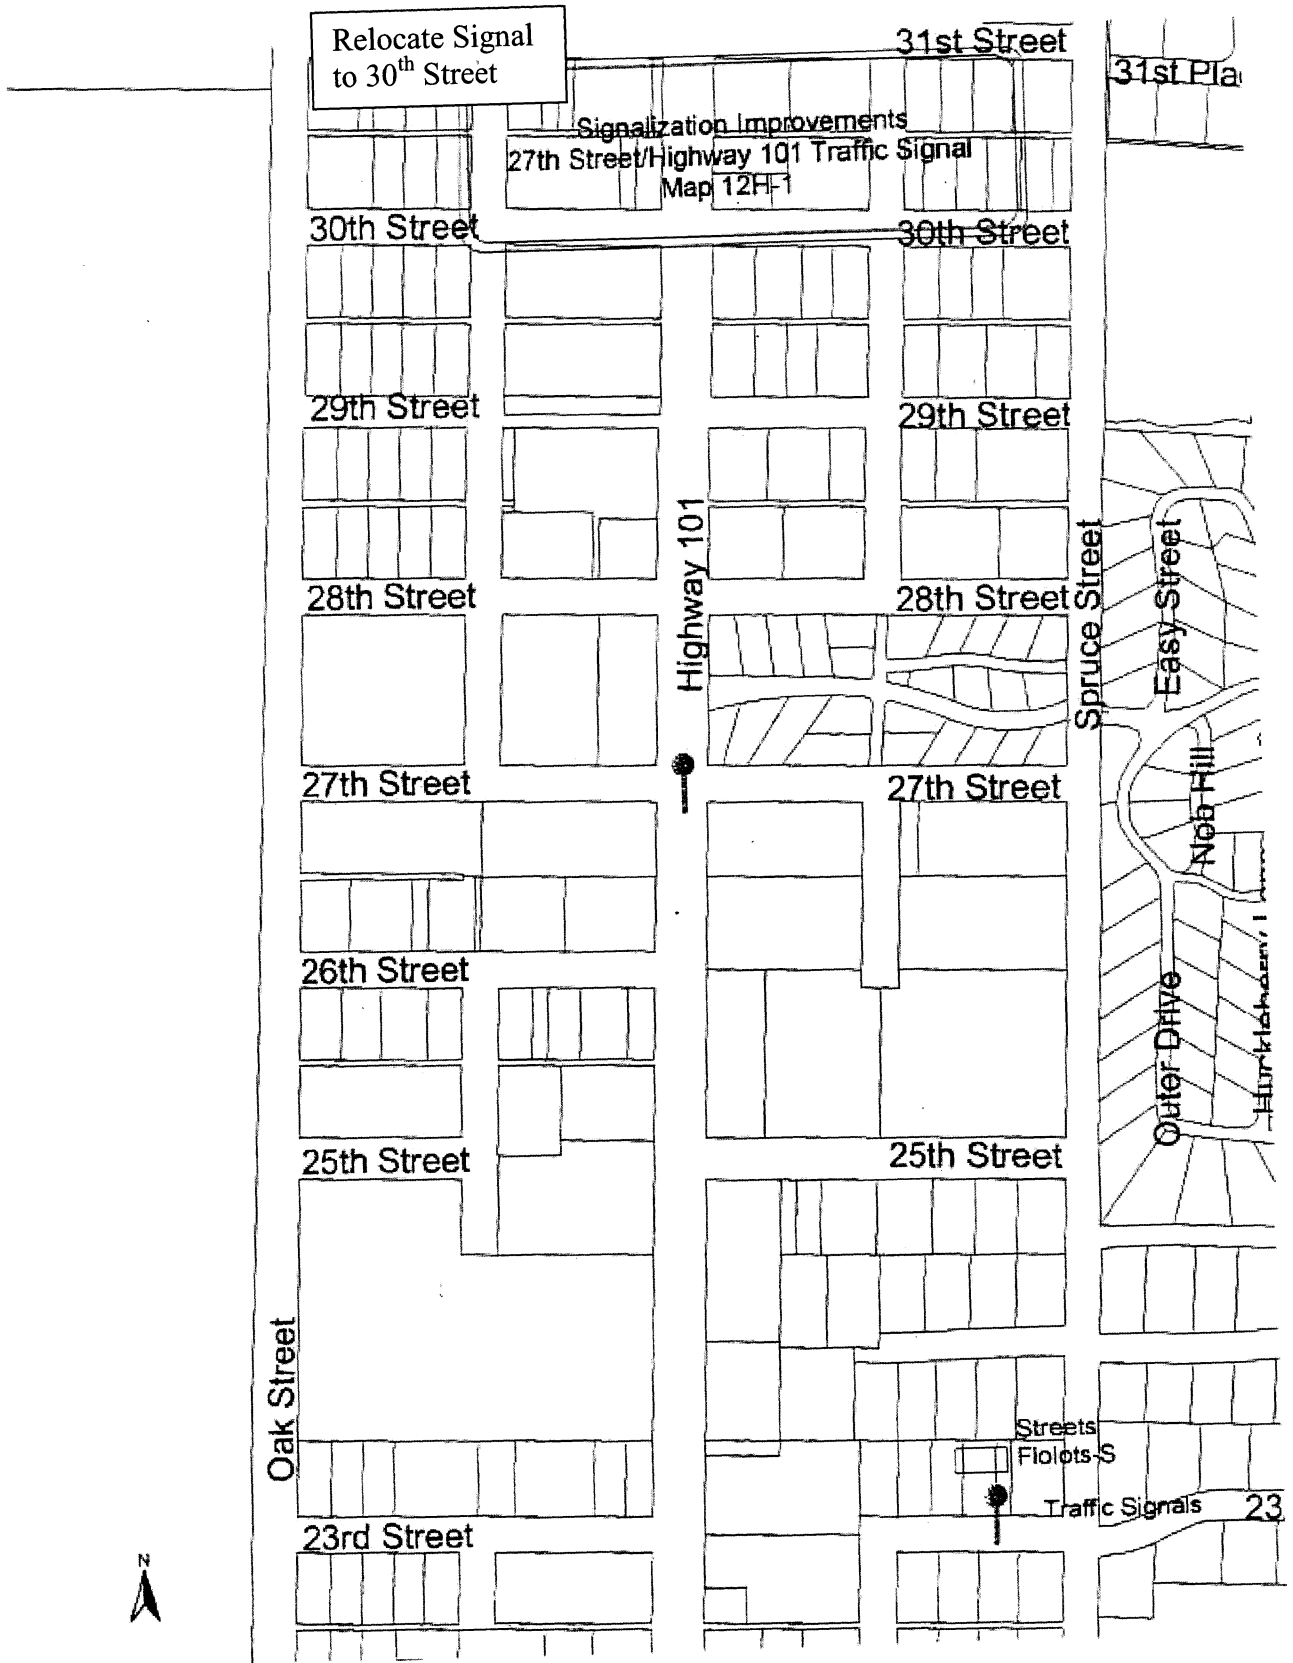 Relocate Signal
to 30th Street
31st Street
31st Pla
Signalization Improvements
27th Street/Highway 101 Traffic Signal
Map 12H-1
30th Street
30th Street
29th Street
29th Street
Highway 101
28th Street
28th Street
Spruce Street
Easy Street
27th Street
27th Street
Nob Hill
26th Street
Outer Drive
25th Street
25th Street
Oak Street
Streets
Flolots-S
Traffic Signals
23
23rd Street
N